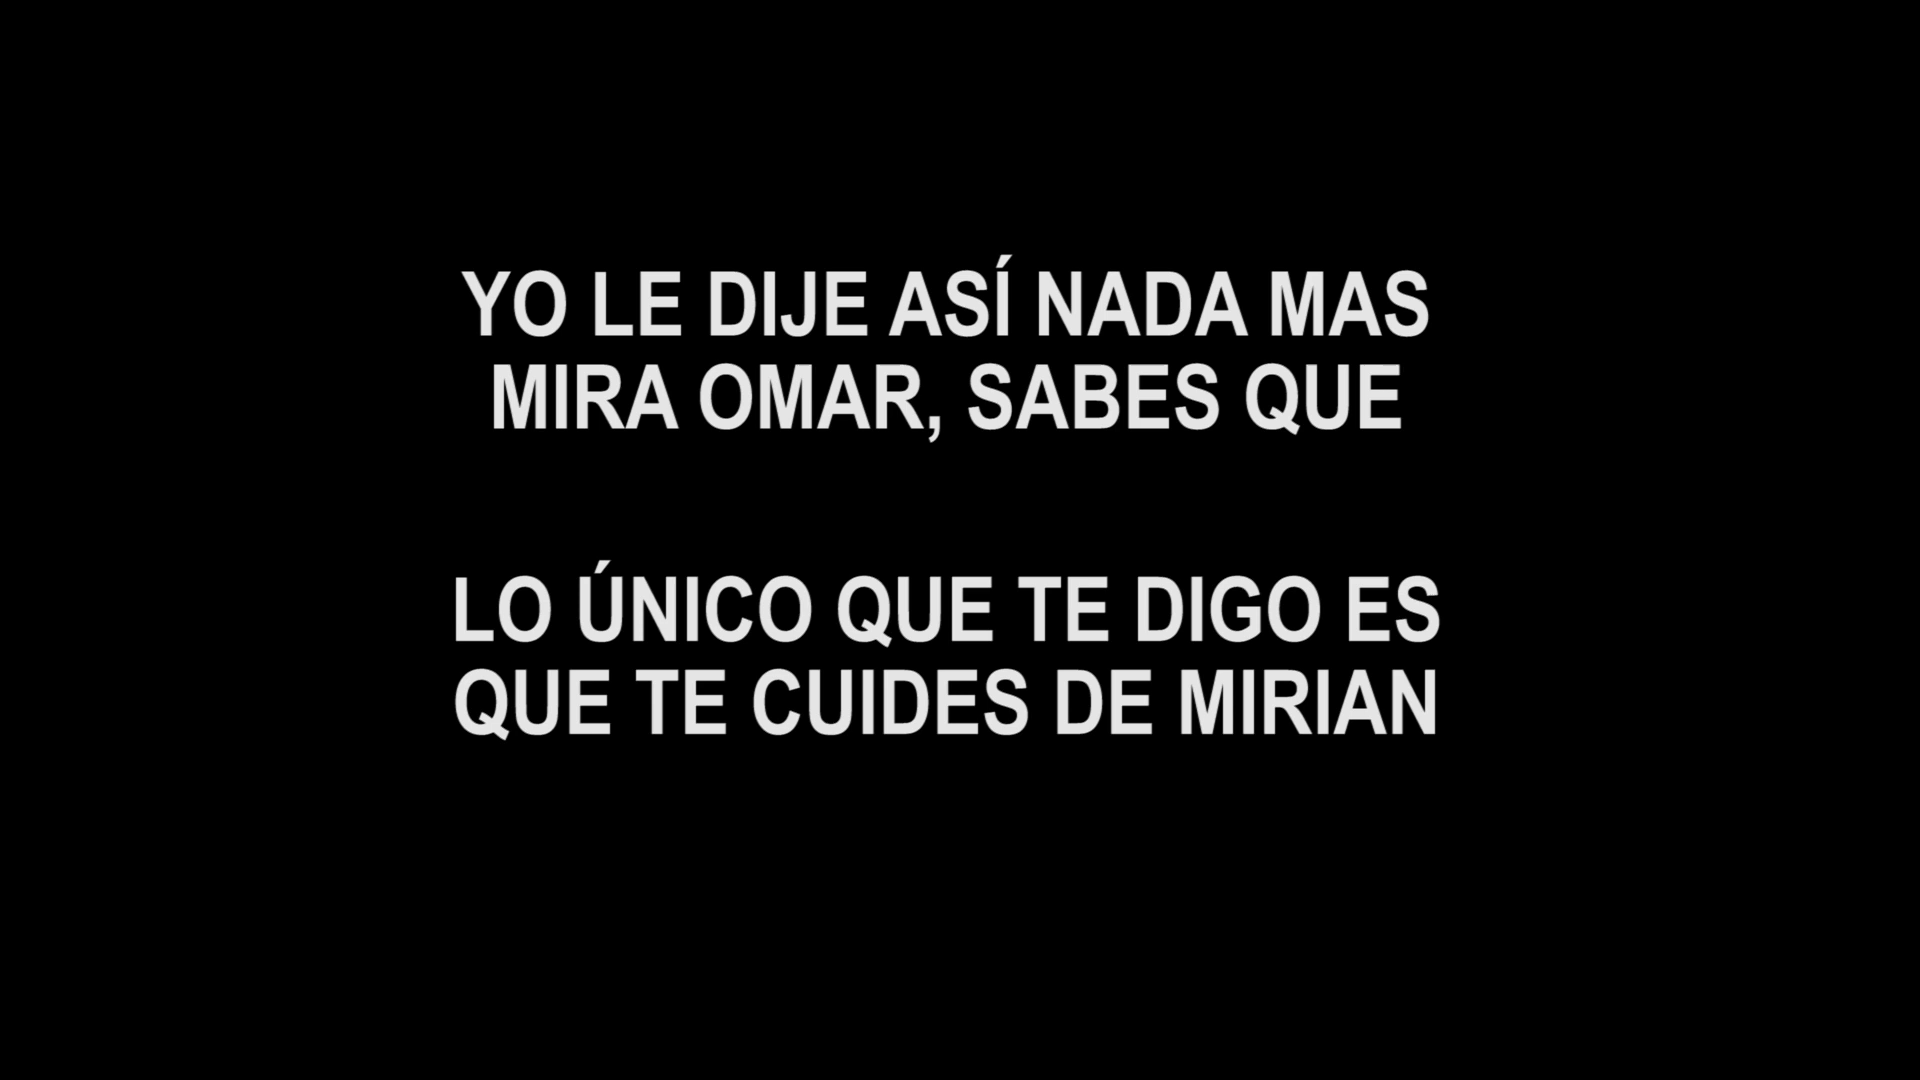 YO LE DIJE ASÍ NADA MAS
MIRA OMAR, SABES QUE
LO ÚNICO QUE TE DIGO ES
QUE TE CUIDES DE MIRIAN